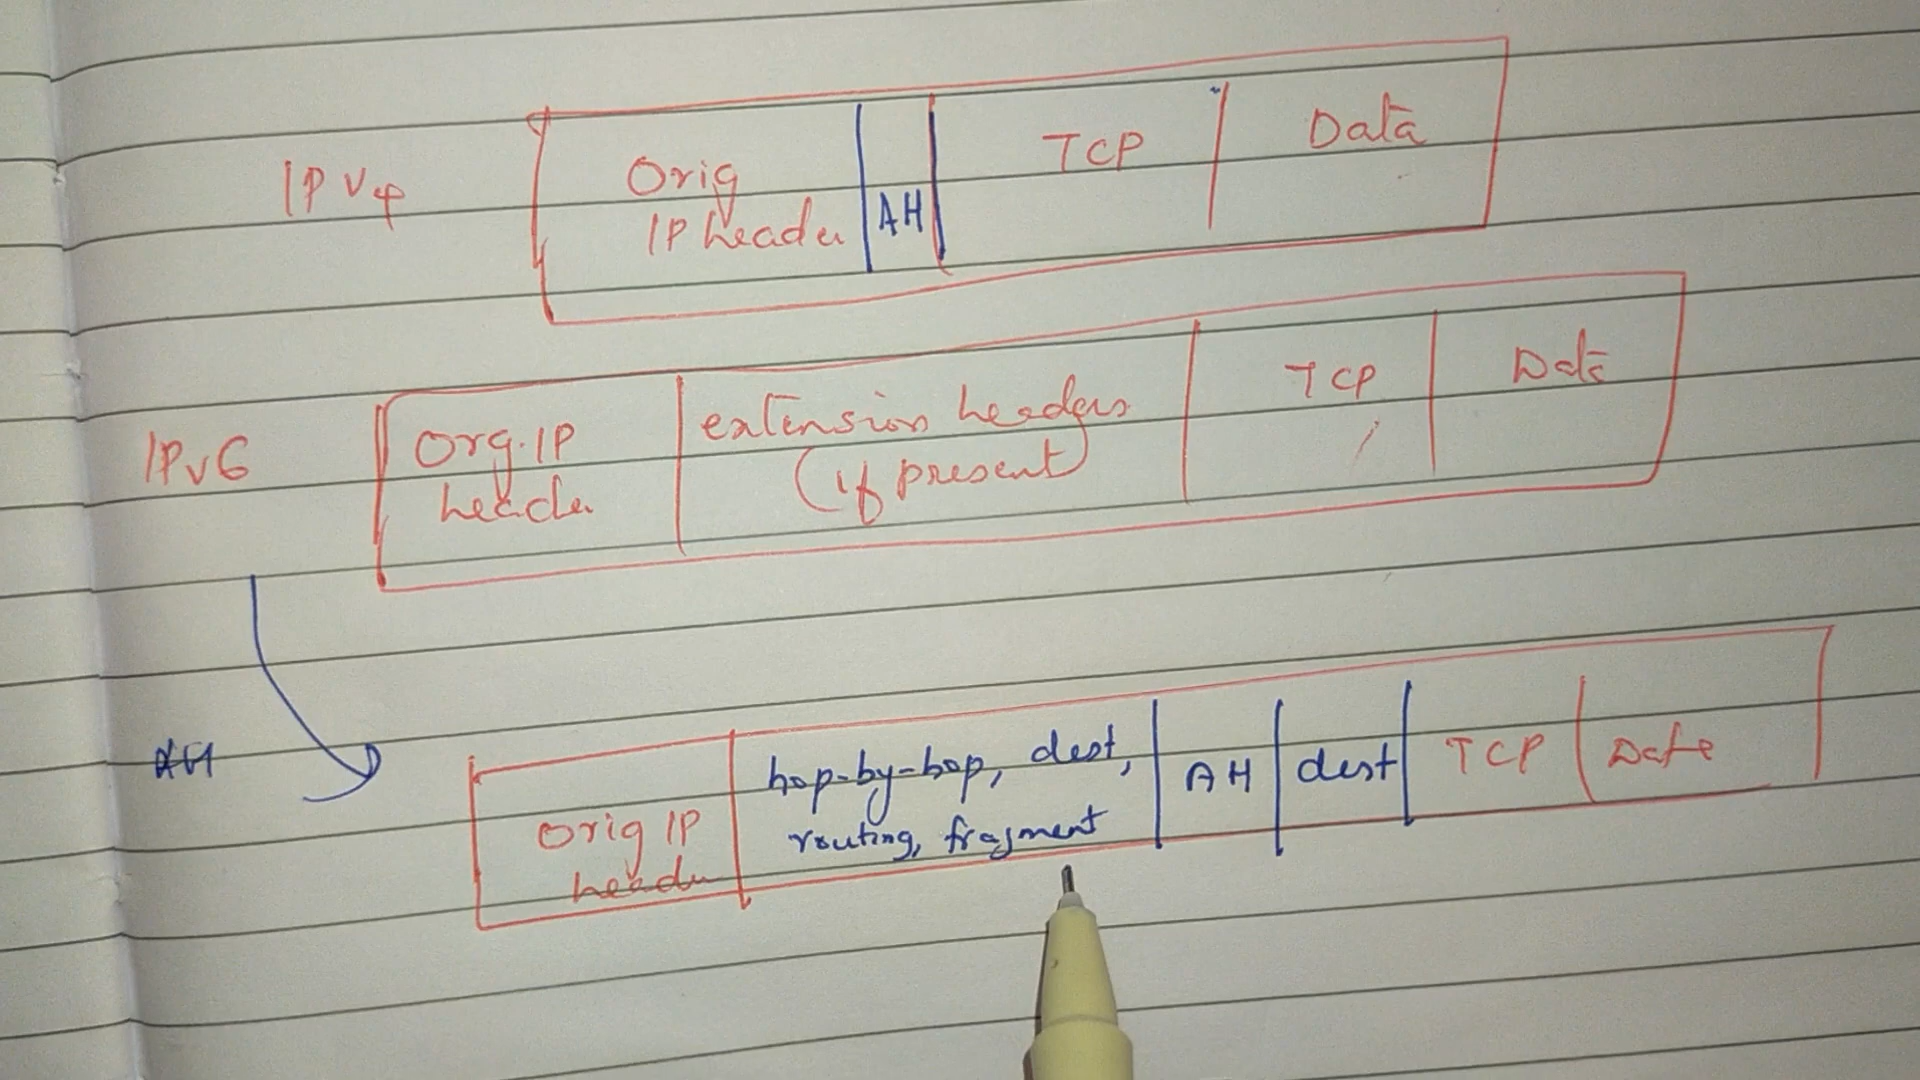 IPv4
Orig
IP header
AH
TCP
Data
IPv6
Org.IP
header
extension headers
(if present)
TCP
Data
AH
Orig IP
header
hop-by-hop, dest,
routing, fragment
AH
dest
TCP
Data